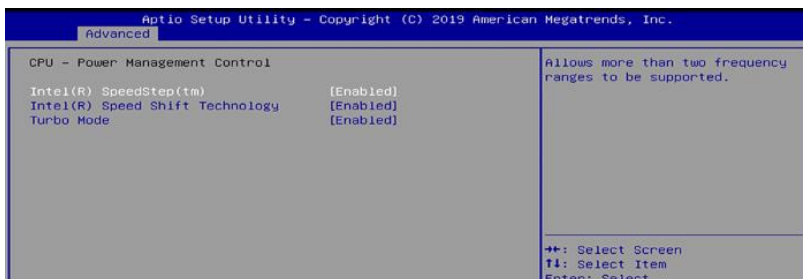 Aptio Setup Utility – Copyright (C) 2019 American Megatrends, Inc.
Advanced
CPU – Power Management Control
Intel(R) SpeedStep(tm) [Enabled]
Intel(R) Speed Shift Technology [Enabled]
Turbo Mode [Enabled]
Allows more than two frequency
ranges to be supported.
→←: Select Screen
↑↓: Select Item
Enter: Select